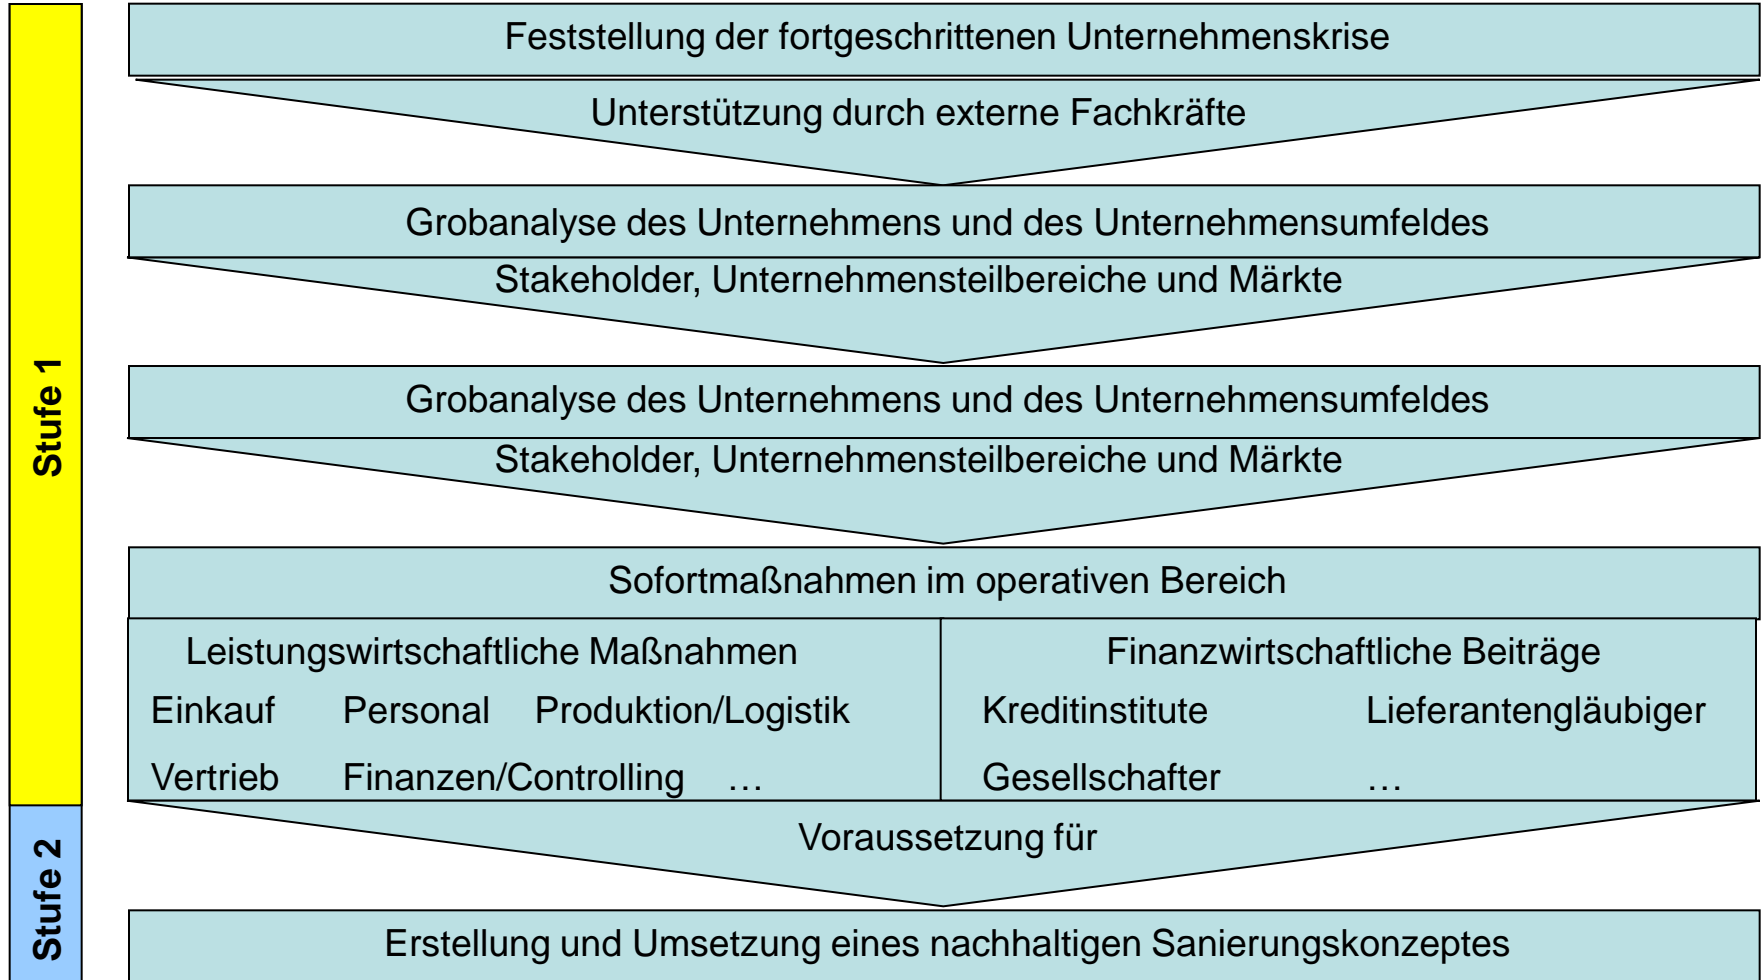 Feststellung der fortgeschrittenen Unternehmenskrise
Unterstützung durch externe Fachkräfte
Grobanalyse des Unternehmens und des Unternehmensumfeldes
Stakeholder, Unternehmensteilbereiche und Märkte
Grobanalyse des Unternehmens und des Unternehmensumfeldes
Stakeholder, Unternehmensteilbereiche und Märkte
Stufe 1
Sofortmaßnahmen im operativen Bereich
Leistungswirtschaftliche Maßnahmen
Einkauf Personal Produktion/Logistik
Vertrieb Finanzen/Controlling …
Finanzwirtschaftliche Beiträge
Kreditinstitute Lieferantengläubiger
Gesellschafter …
Stufe 2
Voraussetzung für
Erstellung und Umsetzung eines nachhaltigen Sanierungskonzeptes